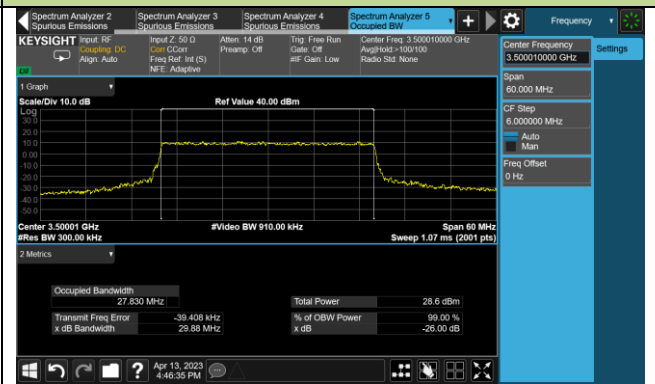 Spectrum Analyzer 2
Spurious Emissions
Spectrum Analyzer 3
Spurious Emissions
Spectrum Analyzer 4
Spurious Emissions
Spectrum Analyzer 5
Occupied BW
Frequency
KEYSIGHT
Input: RF
Coupling: DC
Align: Auto
Input Z: 50 Ω
Corr CCorr
Freq Ref: Int (S)
NFE: Adaptive
Atten: 14 dB
Preamp: Off
Trig: Free Run
Gate: Off
#IF Gain: Low
Center Freq: 3.500010000 GHz
Avg|Hold:>100/100
Radio Std: None
1 Graph
Scale/Div 10.0 dB
Ref Value 40.00 dBm
Log
30.0
20.0
10.0
0.00
-10.0
-20.0
-30.0
-40.0
-50.0
Center 3.50001 GHz
#Video BW 910.00 kHz
Span 60 MHz
#Res BW 300.00 kHz
Sweep 1.07 ms (2001 pts)
2 Metrics
Occupied Bandwidth
27.830 MHz
Total Power
28.6 dBm
Transmit Freq Error
-39.408 kHz
% of OBW Power
99.00 %
x dB Bandwidth
29.88 MHz
x dB
-26.00 dB
Apr 13, 2023
4:46:35 PM
Center Frequency
3.500010000 GHz
Settings
Span
60.000 MHz
CF Step
6.000000 MHz
Auto
Man
Freq Offset
0 Hz